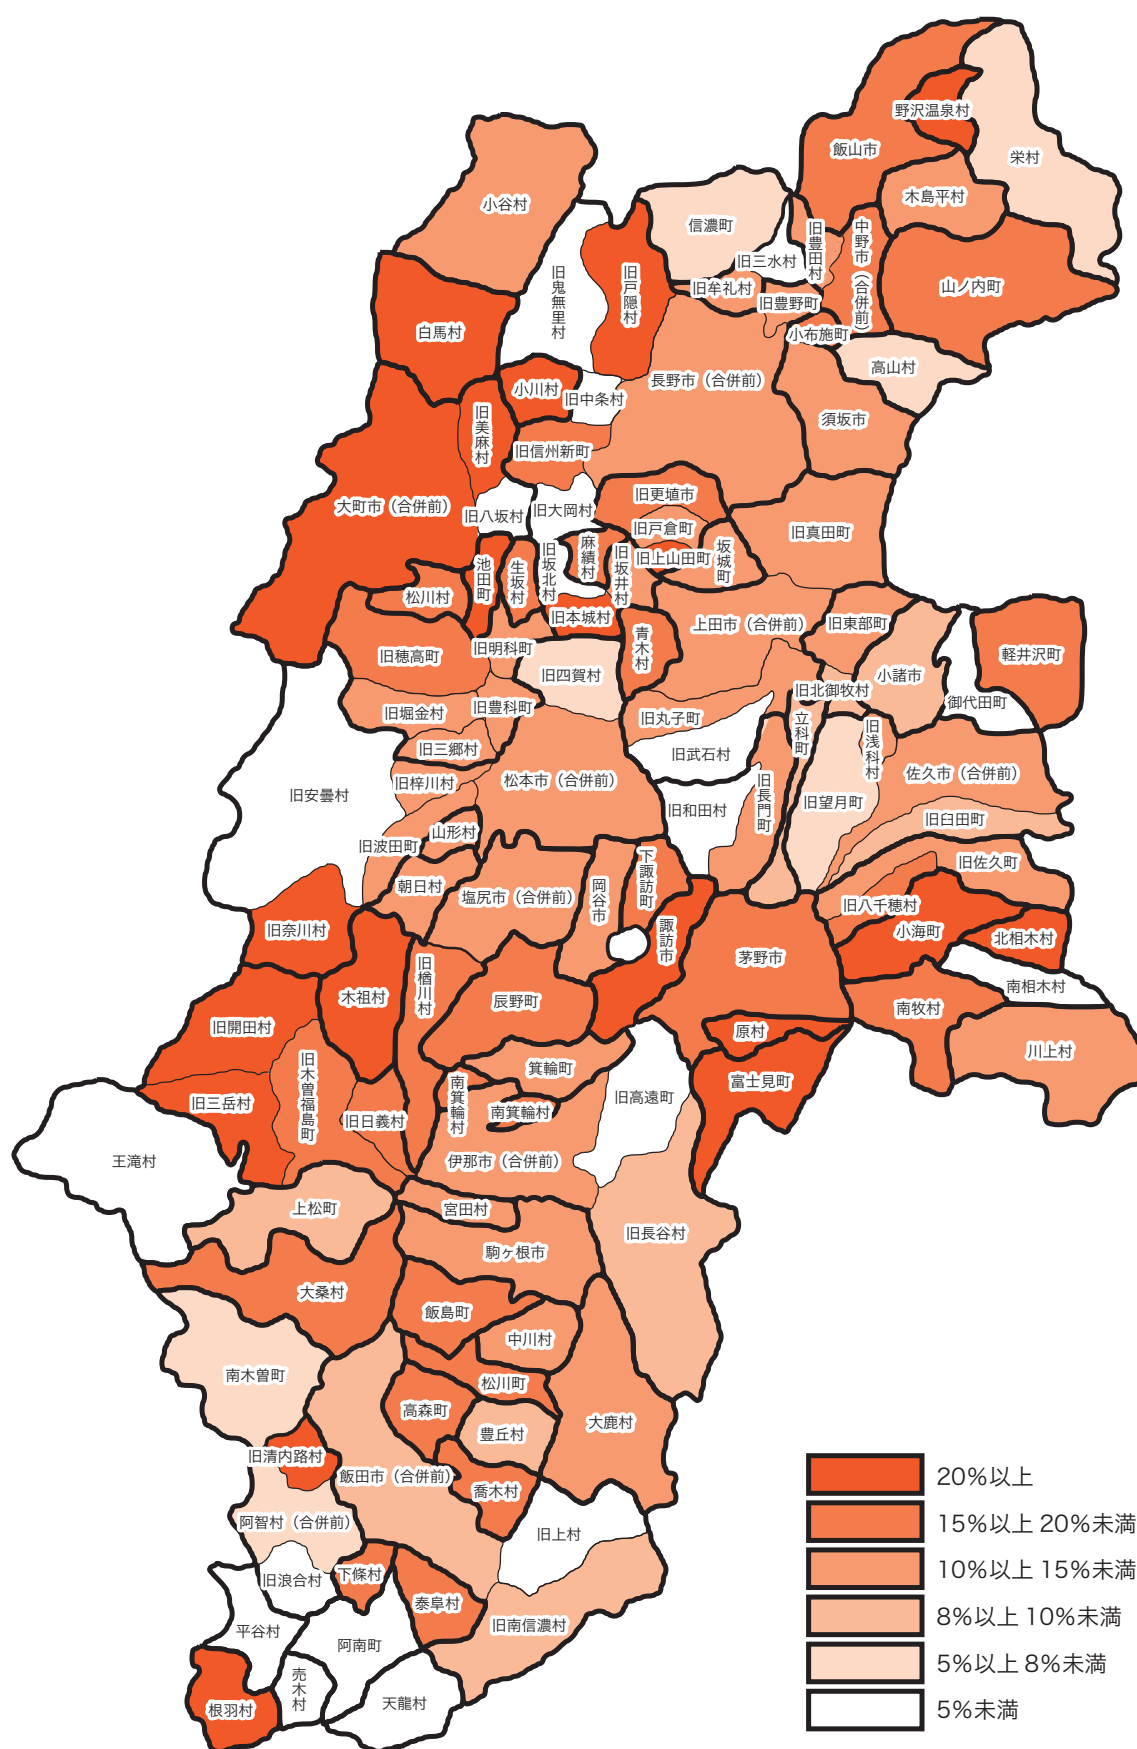 野沢温泉村
飯山市
栄村
木島平村
小谷村
信濃町
旧豊田村
中野市（合併前）
旧三水村
旧鬼無里村
旧戸隠村
旧牟礼村
旧豊野町
山ノ内町
白馬村
小布施町
高山村
長野市（合併前）
小川村
旧中条村
須坂市
旧美麻村
旧信州新町
大町市（合併前）
旧更埴市
旧八坂村
旧大岡村
旧戸倉町
旧真田町
池田町
生坂村
旧坂北村
麻績村
旧坂井村
旧上山田町
坂城町
松川村
旧本城村
上田市（合併前）
旧東部町
青木村
旧明科町
旧穂高町
旧四賀村
軽井沢町
小諸市
旧北御牧村
御代田町
旧堀金村
旧豊科町
旧丸子町
立科町
旧浅科村
旧三郷村
旧武石村
佐久市（合併前）
旧安曇村
旧梓川村
松本市（合併前）
旧和田村
旧長門町
旧望月町
旧臼田町
山形村
旧波田町
朝日村
塩尻市（合併前）
岡谷市
下諏訪町
旧佐久町
旧八千穂村
小海町
旧奈川村
諏訪市
北相木村
茅野市
木祖村
旧楢川村
南相木村
辰野町
南牧村
旧開田村
原村
川上村
旧木曽福島町
箕輪町
富士見町
旧三岳村
旧日義村
南箕輪村
南箕輪村
旧高遠町
王滝村
伊那市（合併前）
上松町
宮田村
旧長谷村
駒ヶ根市
大桑村
飯島町
中川村
南木曽町
松川町
高森町
大鹿村
豊丘村
旧清内路村
飯田市（合併前）
喬木村
阿智村（合併前）
旧上村
旧浪合村
下條村
泰阜村
旧南信濃村
平谷村
阿南町
売木村
天龍村
根羽村
20%以上
15%以上 20%未満
10%以上 15%未満
8%以上 10%未満
5%以上 8%未満
5%未満